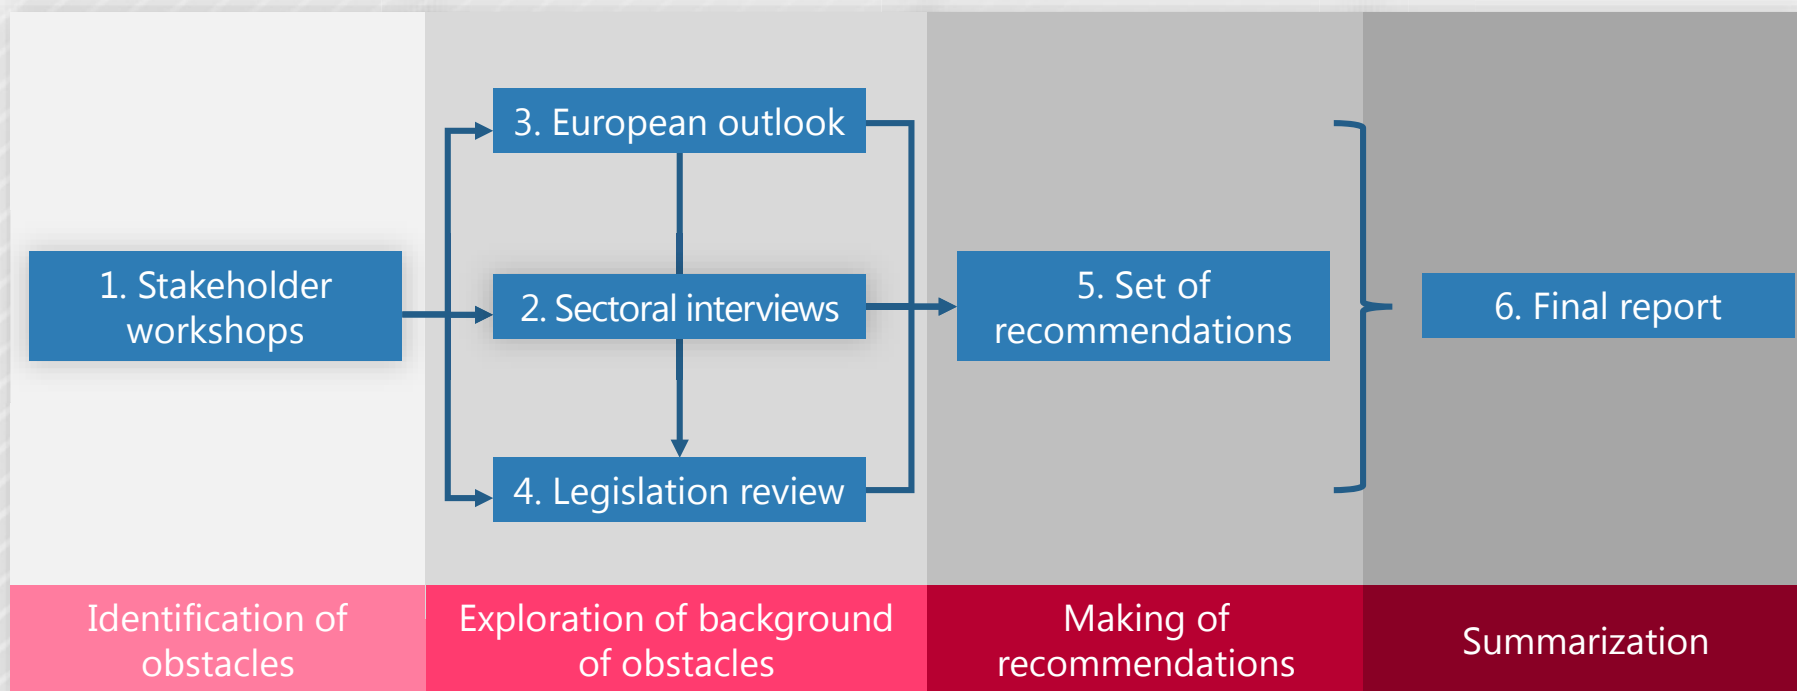 1. Stakeholder
workshops
3. European outlook
2. Sectoral interviews
4. Legislation review
5. Set of
recommendations
6. Final report
Identification of
obstacles
Exploration of background
of obstacles
Making of
recommendations
Summarization